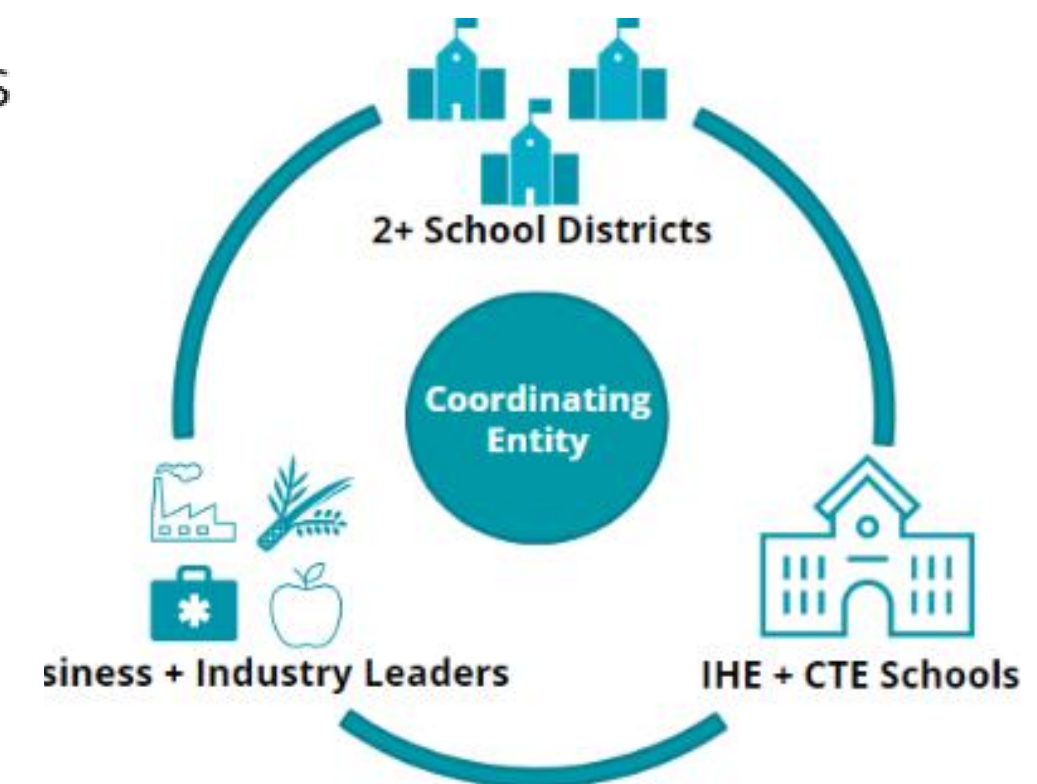 2+ School Districts
Coordinating
Entity
siness + Industry Leaders
IHE + CTE Schools